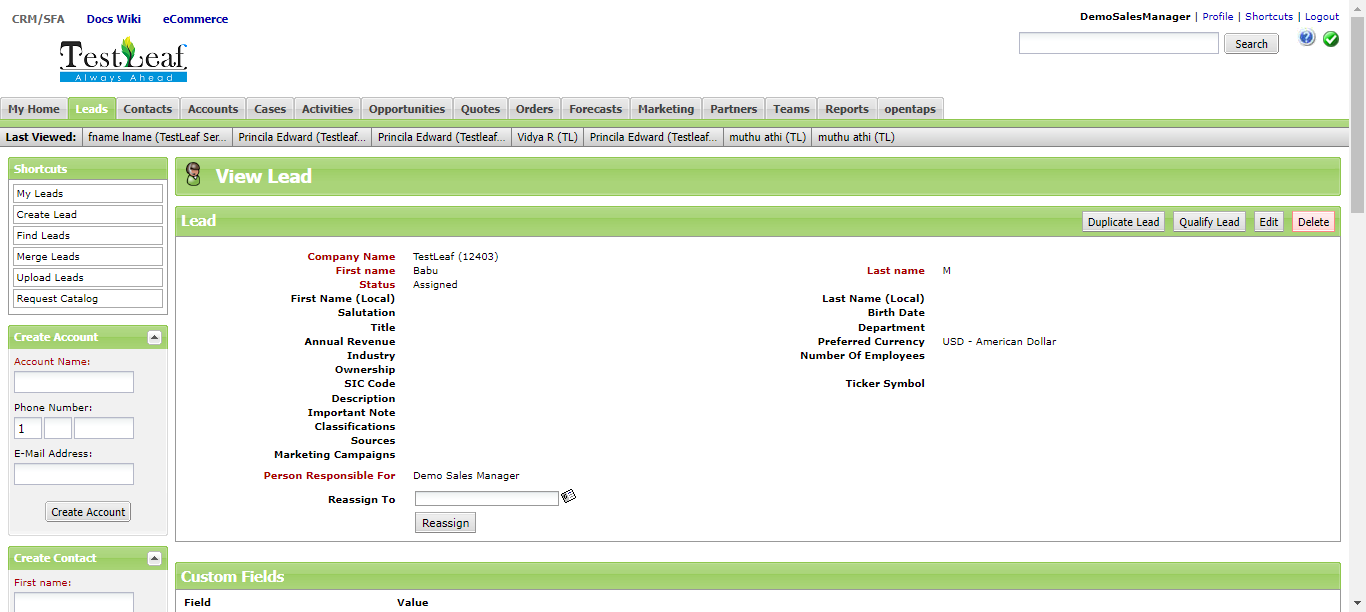 CRM/SFA Docs Wiki eCommerce
DemoSalesManager | Profile | Shortcuts | Logout
TestLeaf
Always Ahead
Search
My Home Leads Contacts Accounts Cases Activities Opportunities Quotes Orders Forecasts Marketing Partners Teams Reports opentaps
Last Viewed: fname lname (TestLeaf Ser... Princila Edward (Testleaf... Princila Edward (Testleaf... Vidya R (TL) Princila Edward (Testleaf... muthu athi (TL) muthu athi (TL)
Shortcuts
My Leads
Create Lead
Find Leads
Merge Leads
Upload Leads
Request Catalog
Create Account
Account Name:
Phone Number:
1
E-Mail Address:
Create Account
Create Contact
First name:
View Lead
Lead
Duplicate Lead Qualify Lead Edit Delete
Company Name TestLeaf (12403)
First name Babu Last name M
Status Assigned
First Name (Local) Last Name (Local)
Salutation Birth Date
Title Department
Annual Revenue Preferred Currency USD - American Dollar
Industry Number Of Employees
Ownership
SIC Code Ticker Symbol
Description
Important Note
Classifications
Sources
Marketing Campaigns
Person Responsible For Demo Sales Manager
Reassign To
Reassign
Custom Fields
Field Value